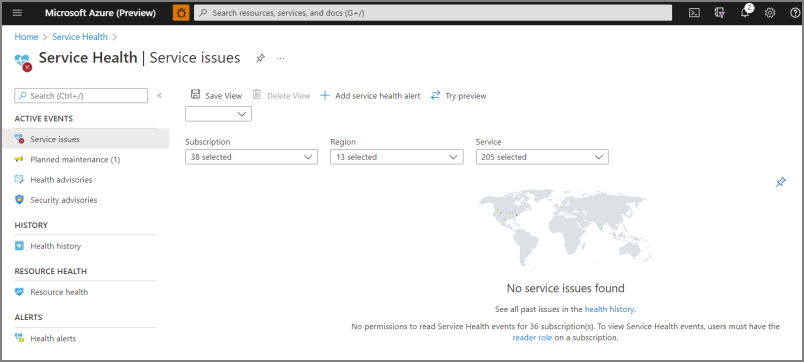 Microsoft Azure (Preview)
Search resources, services, and docs (G+/)
2
Home > Service Health >
Service Health | Service issues
...
Search (Ctrl+/)
«
ACTIVE EVENTS
Service issues
Planned maintenance (1)
Health advisories
Security advisories
HISTORY
Health history
RESOURCE HEALTH
Resource health
ALERTS
Health alerts
Save View
Delete View
Add service health alert
Try preview
Subscription
38 selected
Region
13 selected
Service
205 selected
No service issues found
See all past issues in the health history.
No permissions to read Service Health events for 36 subscription(s). To view Service Health events, users must have the
reader role on a subscription.